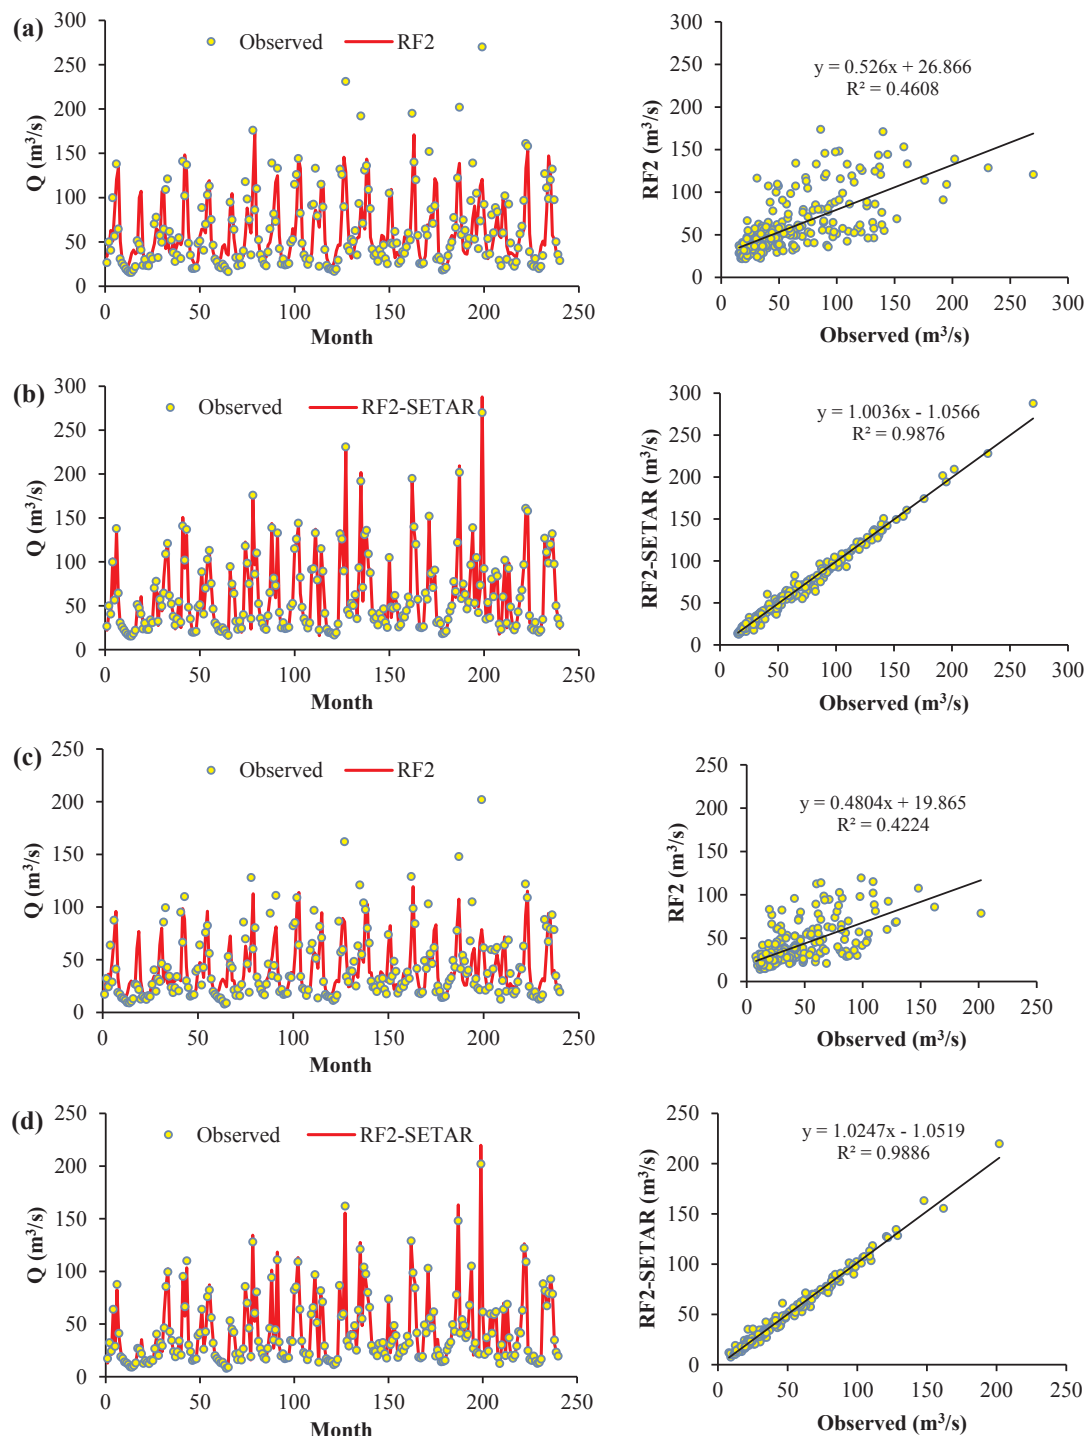 (a)
300
250
200
150
100
50
0
Q (m³/s)
Observed
RF2
0
50
100
150
200
250
Month
300
250
200
150
100
50
0
RF2 (m³/s)
y = 0.526x + 26.866
R² = 0.4608
0
50
100
150
200
250
300
Observed (m³/s)
(b)
300
250
200
150
100
50
0
Q (m³/s)
Observed
RF2-SETAR
0
50
100
150
200
250
Month
300
250
200
150
100
50
0
RF2-SETAR (m³/s)
y = 1.0036x - 1.0566
R² = 0.9876
0
50
100
150
200
250
300
Observed (m³/s)
(c)
250
200
150
100
50
0
Q (m³/s)
Observed
RF2
0
50
100
150
200
250
Month
250
200
150
100
50
0
RF2 (m³/s)
y = 0.4804x + 19.865
R² = 0.4224
0
50
100
150
200
250
Observed (m³/s)
(d)
250
200
150
100
50
0
Q (m³/s)
Observed
RF2-SETAR
0
50
100
150
200
250
Month
250
200
150
100
50
0
RF2-SETAR (m³/s)
y = 1.0247x - 1.0519
R² = 0.9886
0
50
100
150
200
250
Observed (m³/s)